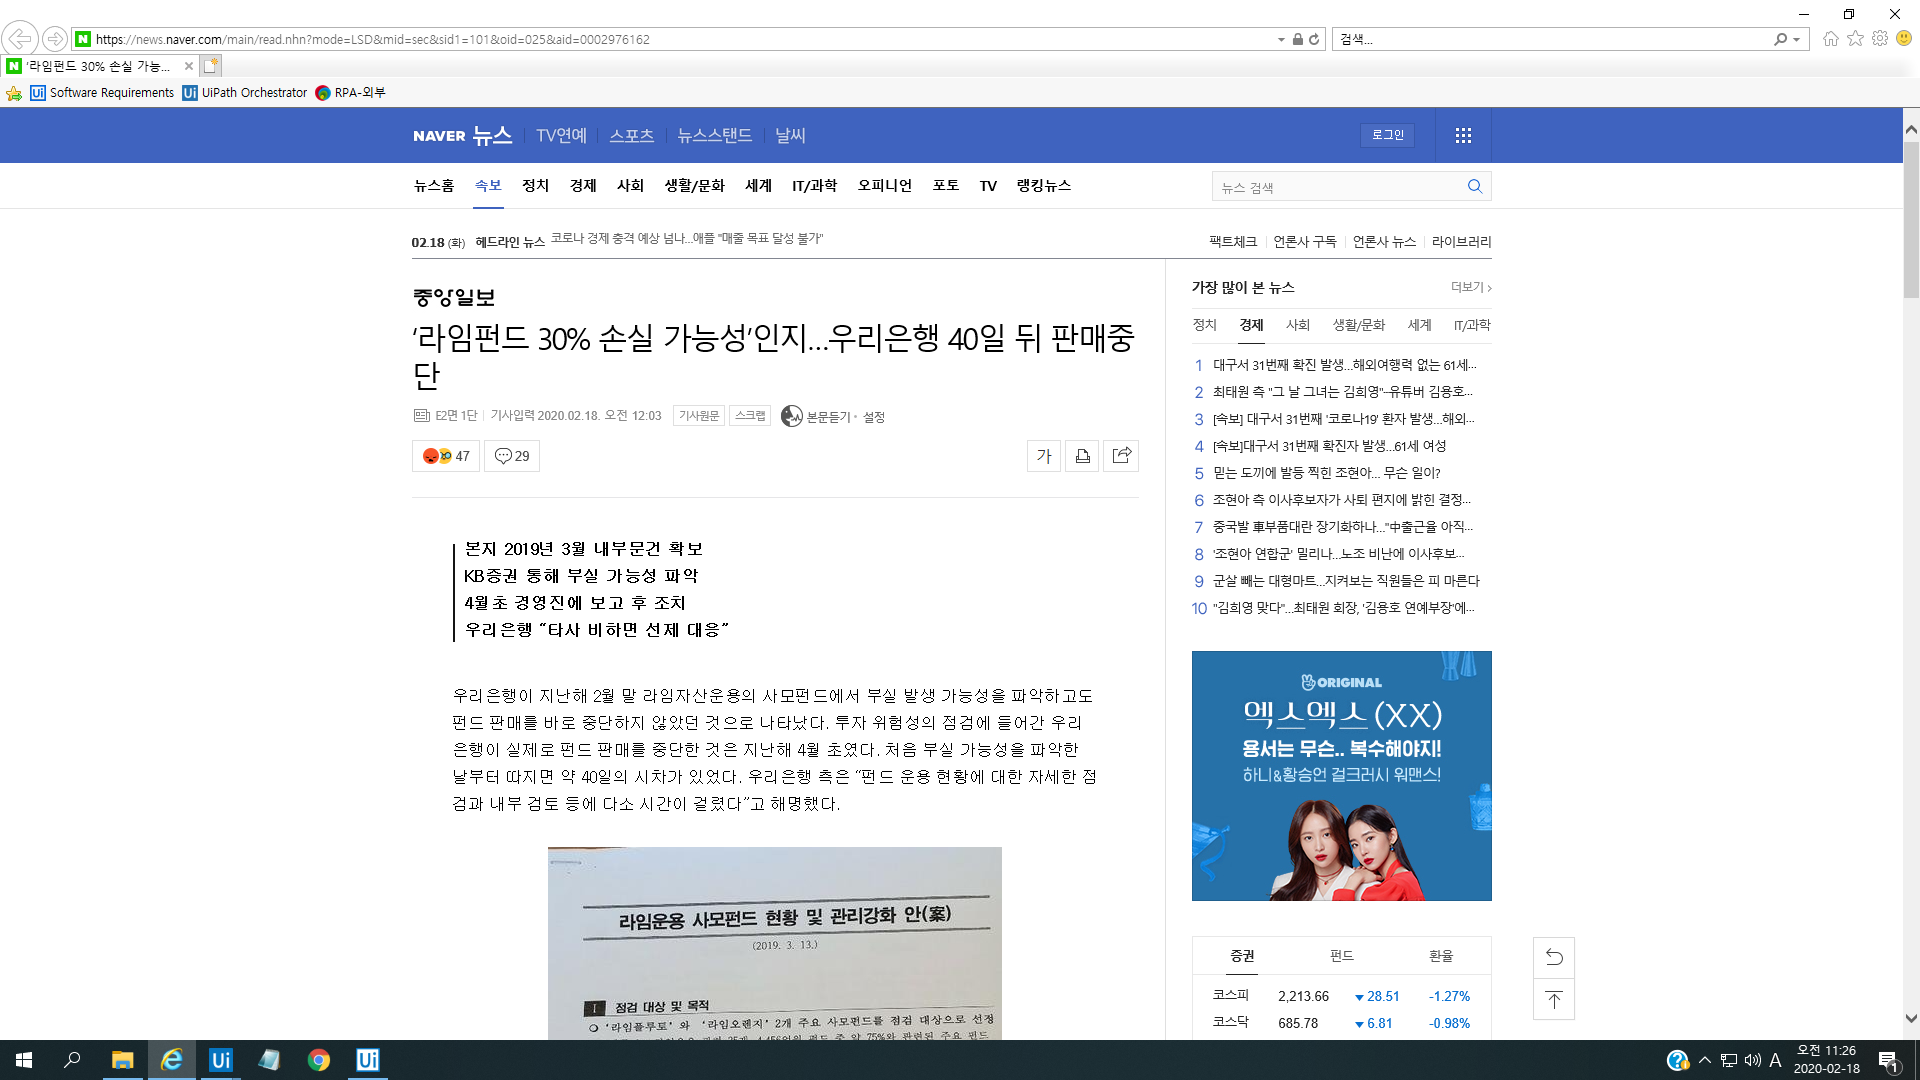 https://news.naver.com/main/read.nhn?mode=LSD&mid=sec&sid1=101&oid=025&aid=0002976162
검색...
'라임펀드 30% 손실 가능...
Software Requirements
UiPath Orchestrator
RPA-외부
NAVER 뉴스
TV연예
스포츠
뉴스스탠드
날씨
로그인
뉴스홈
속보
정치
경제
사회
생활/문화
세계
IT/과학
오피니언
포토
TV
랭킹뉴스
뉴스 검색
02.18 (화)
헤드라인 뉴스
코로나 경제 충격 예상 넘나...애플 "매출 목표 달성 불가"
팩트체크
언론사 구독
언론사 뉴스
라이브러리
중앙일보
‘라임펀드 30% 손실 가능성’인지…우리은행 40일 뒤 판매중
단
E2면 1단
기사입력 2020.02.18. 오전 12:03
기사원문
스크랩
본문듣기
설정
47
29
가
본지 2019년 3월 내부문건 확보
KB증권 통해 부실 가능성 파악
4월초 경영진에 보고 후 조치
우리은행 “타사 비하면 선제 대응”
우리은행이 지난해 2월 말 라임자산운용의 사모펀드에서 부실 발생 가능성을 파악하고도
펀드 판매를 바로 중단하지 않았던 것으로 나타났다. 투자 위험성의 점검에 들어간 우리
은행이 실제로 펀드 판매를 중단한 것은 지난해 4월 초였다. 처음 부실 가능성을 파악한
날부터 따지면 약 40일의 시차가 있었다. 우리은행 측은 “펀드 운용 현황에 대한 자세한 점
검과 내부 검토 등에 다소 시간이 걸렸다”고 해명했다.
라임운용 사모펀드 현황 및 관리강화 안(案)
(2019. 3. 13.)
I 점검 대상 및 목적
○ '라임플루토' 와 '라임오렌지' 2개 주요 사모펀드를 점검 대상으로 선정
가장 많이 본 뉴스
더보기
정치
경제
사회
생활/문화
세계
IT/과학
1 대구서 31번째 확진 발생…해외여행력 없는 61세…
2 최태원 측 "그 날 그녀는 김희영"…유튜버 김용호…
3 [속보] 대구서 31번째 '코로나19' 환자 발생…해외…
4 [속보]대구서 31번째 확진자 발생…61세 여성
5 믿는 도끼에 발등 찍힌 조현아… 무슨 일이?
6 조현아 측 이사후보자가 사퇴 편지에 밝힌 결정…
7 중국발 車부품대란 장기화하나…"中출근율 아직…
8 '조현아 연합군' 밀리나…노조 비난에 이사후보…
9 군살 빼는 대형마트…지켜보는 직원들은 피 마른다
10 "김희영 맞다"…최태원 회장, '김용호 연예부장'에…
ORIGINAL
엑스엑스(XX)
용서는 무슨.. 복수해야지!
하니&황승언 걸크러시 워맨스!
증권
펀드
환율
코스피 2,213.66 ▼28.51 -1.27%
코스닥 685.78 ▼6.81 -0.98%
A
오전 11:26
2020-02-18
1